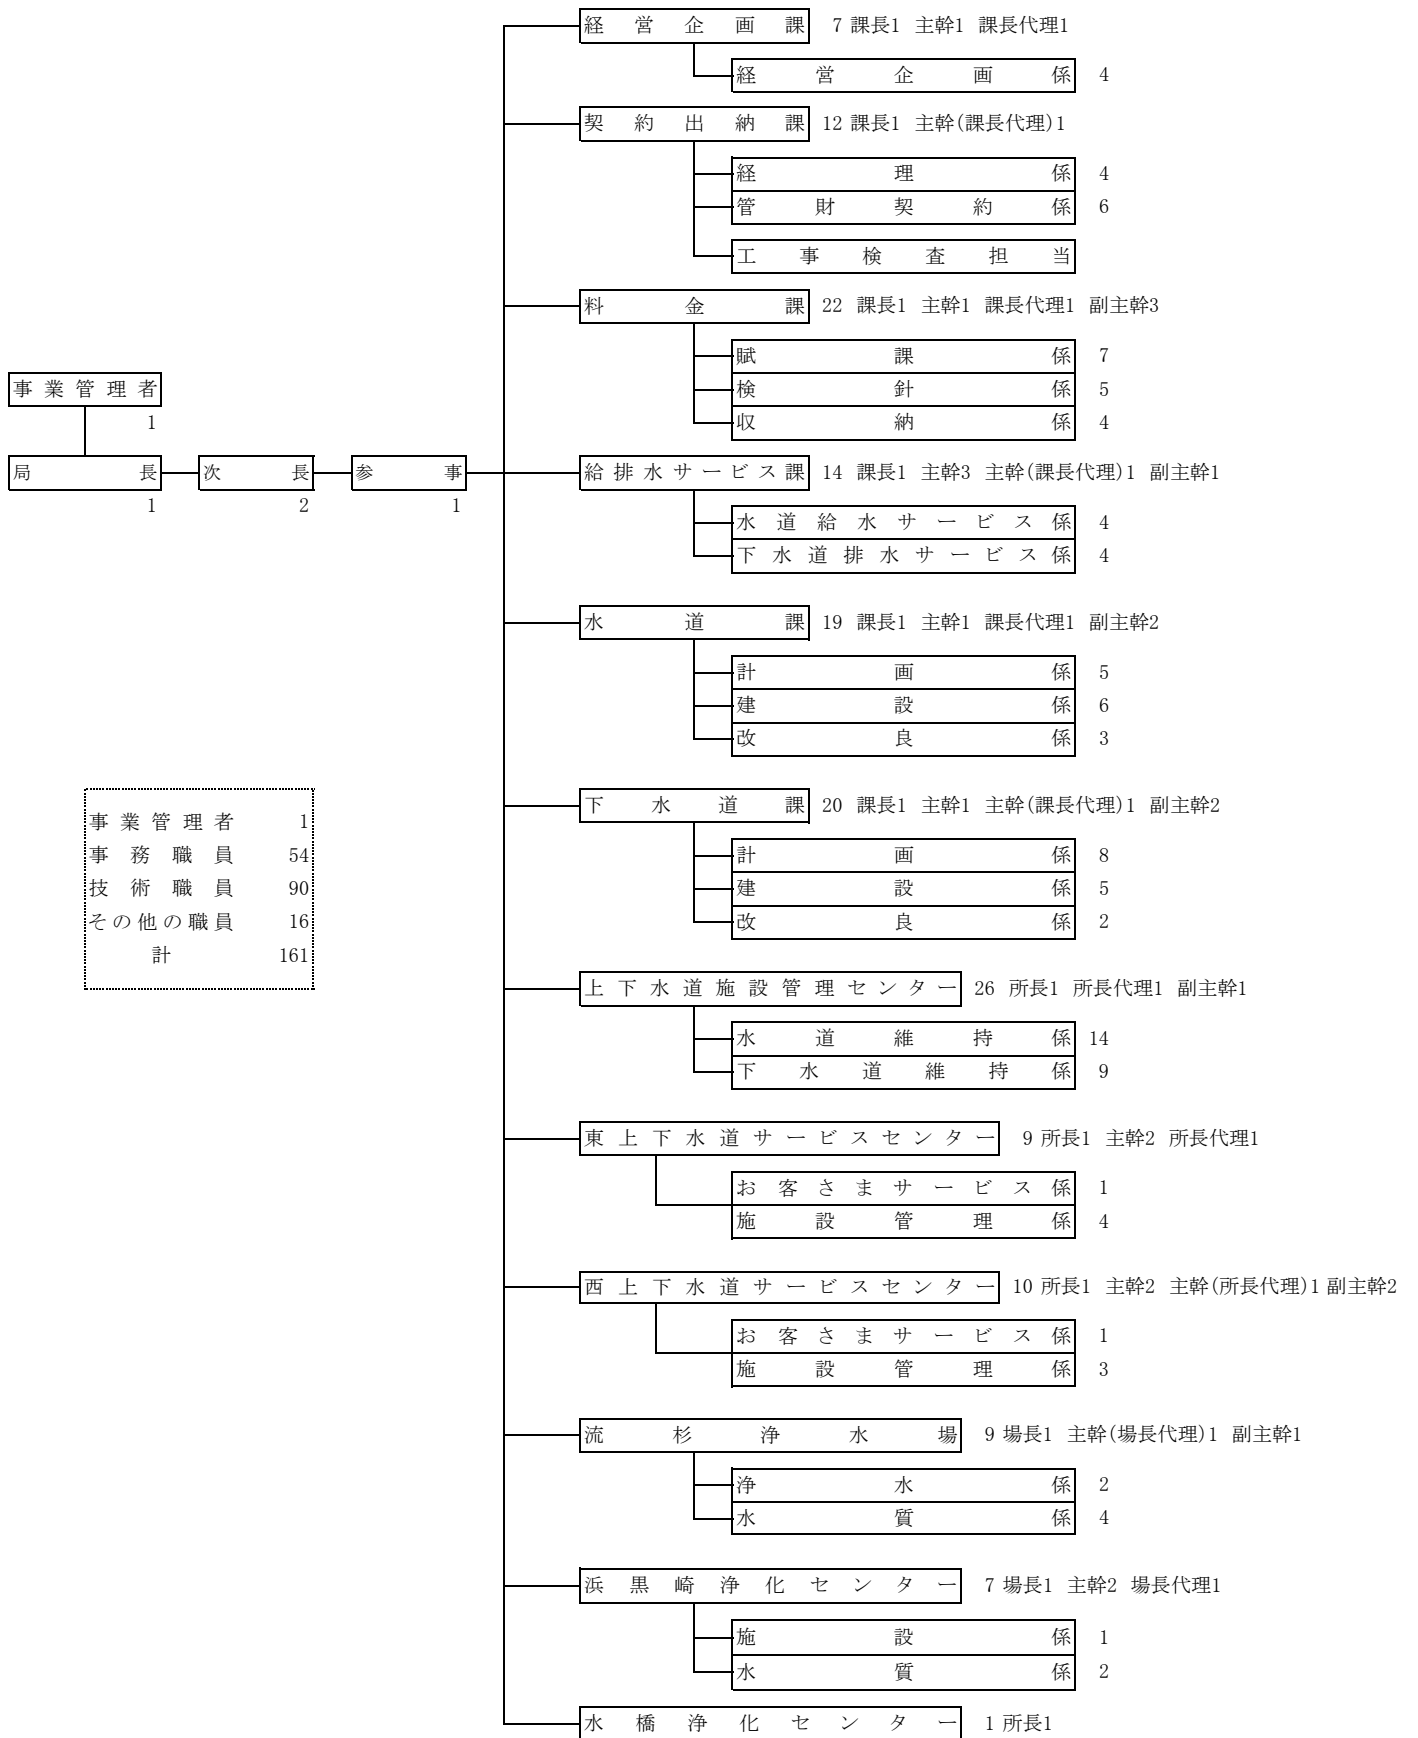 経営企画課 7 課長1 主幹1 課長代理1
経営企画係 4
契約出納課 12 課長1 主幹(課長代理)1
経理係 4
管財契約係 6
工事検査担当
料金課 22 課長1 主幹1 課長代理1 副主幹3
賦課係 7
検針係 5
収納係 4
事業管理者
1
局長 次長 参事
1 2 1
給排水サービス課 14 課長1 主幹3 主幹(課長代理)1 副主幹1
水道給水サービス係 4
下水道排水サービス係 4
水道課 19 課長1 主幹1 課長代理1 副主幹2
計画係 5
建設係 6
改良係 3
事業管理者 1
事務職員 54
技術職員 90
その他の職員 16
計 161
下水道課 20 課長1 主幹1 主幹(課長代理)1 副主幹2
計画係 8
建設係 5
改良係 2
上下水道施設管理センター 26 所長1 所長代理1 副主幹1
水道維持係 14
下水道維持係 9
東上下水道サービスセンター 9 所長1 主幹2 所長代理1
お客さまサービス係 1
施設管理係 4
西上下水道サービスセンター 10 所長1 主幹2 主幹(所長代理)1 副主幹2
お客さまサービス係 1
施設管理係 3
流杉浄水場 9 場長1 主幹(場長代理)1 副主幹1
浄水係 2
水質係 4
浜黒崎浄化センター 7 場長1 主幹2 場長代理1
施設係 1
水質係 2
水橋浄化センター 1 所長1